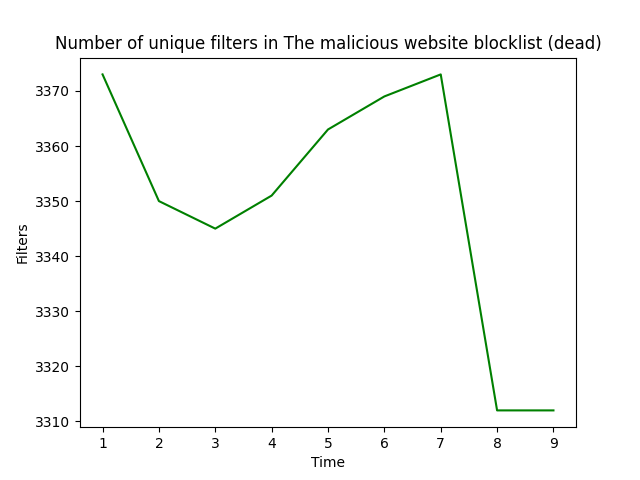 Number of unique filters in The malicious website blocklist (dead)
3370
3360
3350
3340
3330
3320
3310
Filters
1 2 3 4 5 6 7 8 9
Time